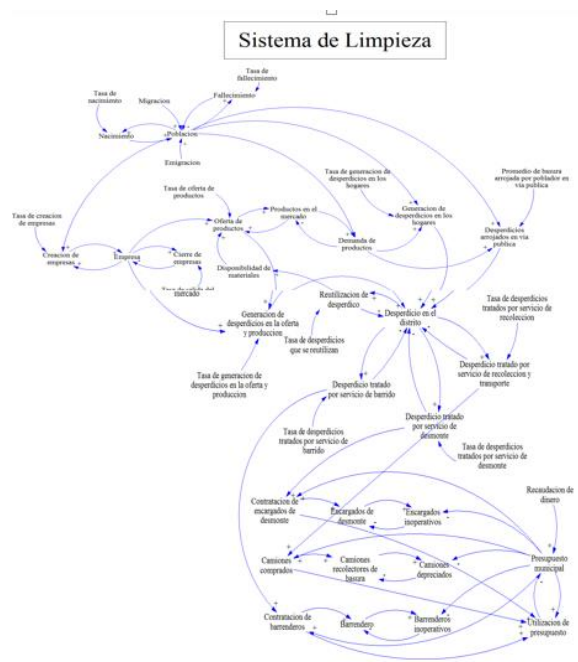 Sistema de Limpieza
Tasa de
fallecimiento
Tasa de
nacimiento
Migracion
Fallecimiento
Nacimiento
Poblacion
Emigracion
Tasa de oferta de
productos
Tasa de generacion de
desperdicios en los
hogares
Promedio de basura
arrojada por poblador en
via publica
Tasa de creacion
de empresas
Oferta de
productos
Productos en el
mercado
Generacion de
desperdicios en los
hogares
Desperdicios
arrojados en via
publica
Creacion de
empresas
Empresa
Cierre de
empresas
Demanda de
productos
Disponibilidad de
materiales
mercado
Generacion de
desperdicios en la oferta
y produccion
Reutilizacion de
desperdico
Desperdicio en el
distrito
Tasa de desperdicios
tratados por servicio de
recoleccion
Tasa de desperdicios
que se reutilizan
Tasa de generacion de
desperdicios en la oferta y
produccion
Desperdicio tratado
por servicio de barrido
Desperdicio tratado por
servicio de recoleccion y
transporte
Tasa de desperdicios
tratados por servicio de
barrido
Desperdicio tratado
por servicio de
desmonte
Tasa de desperdicios
tratados por servicio de
desmonte
Contratacion de
encargados de
desmonte
Encargados de
desmonte
Encargados
inoperativos
Recaudacion de
dinero
Camiones
comprados
Camiones
recolectores de
basura
Camiones
depreciados
Presupuesto
municipal
Contratacion de
barrenderos
Barrendero
Barrenderos
inoperativos
Utilizacion de
presupuesto